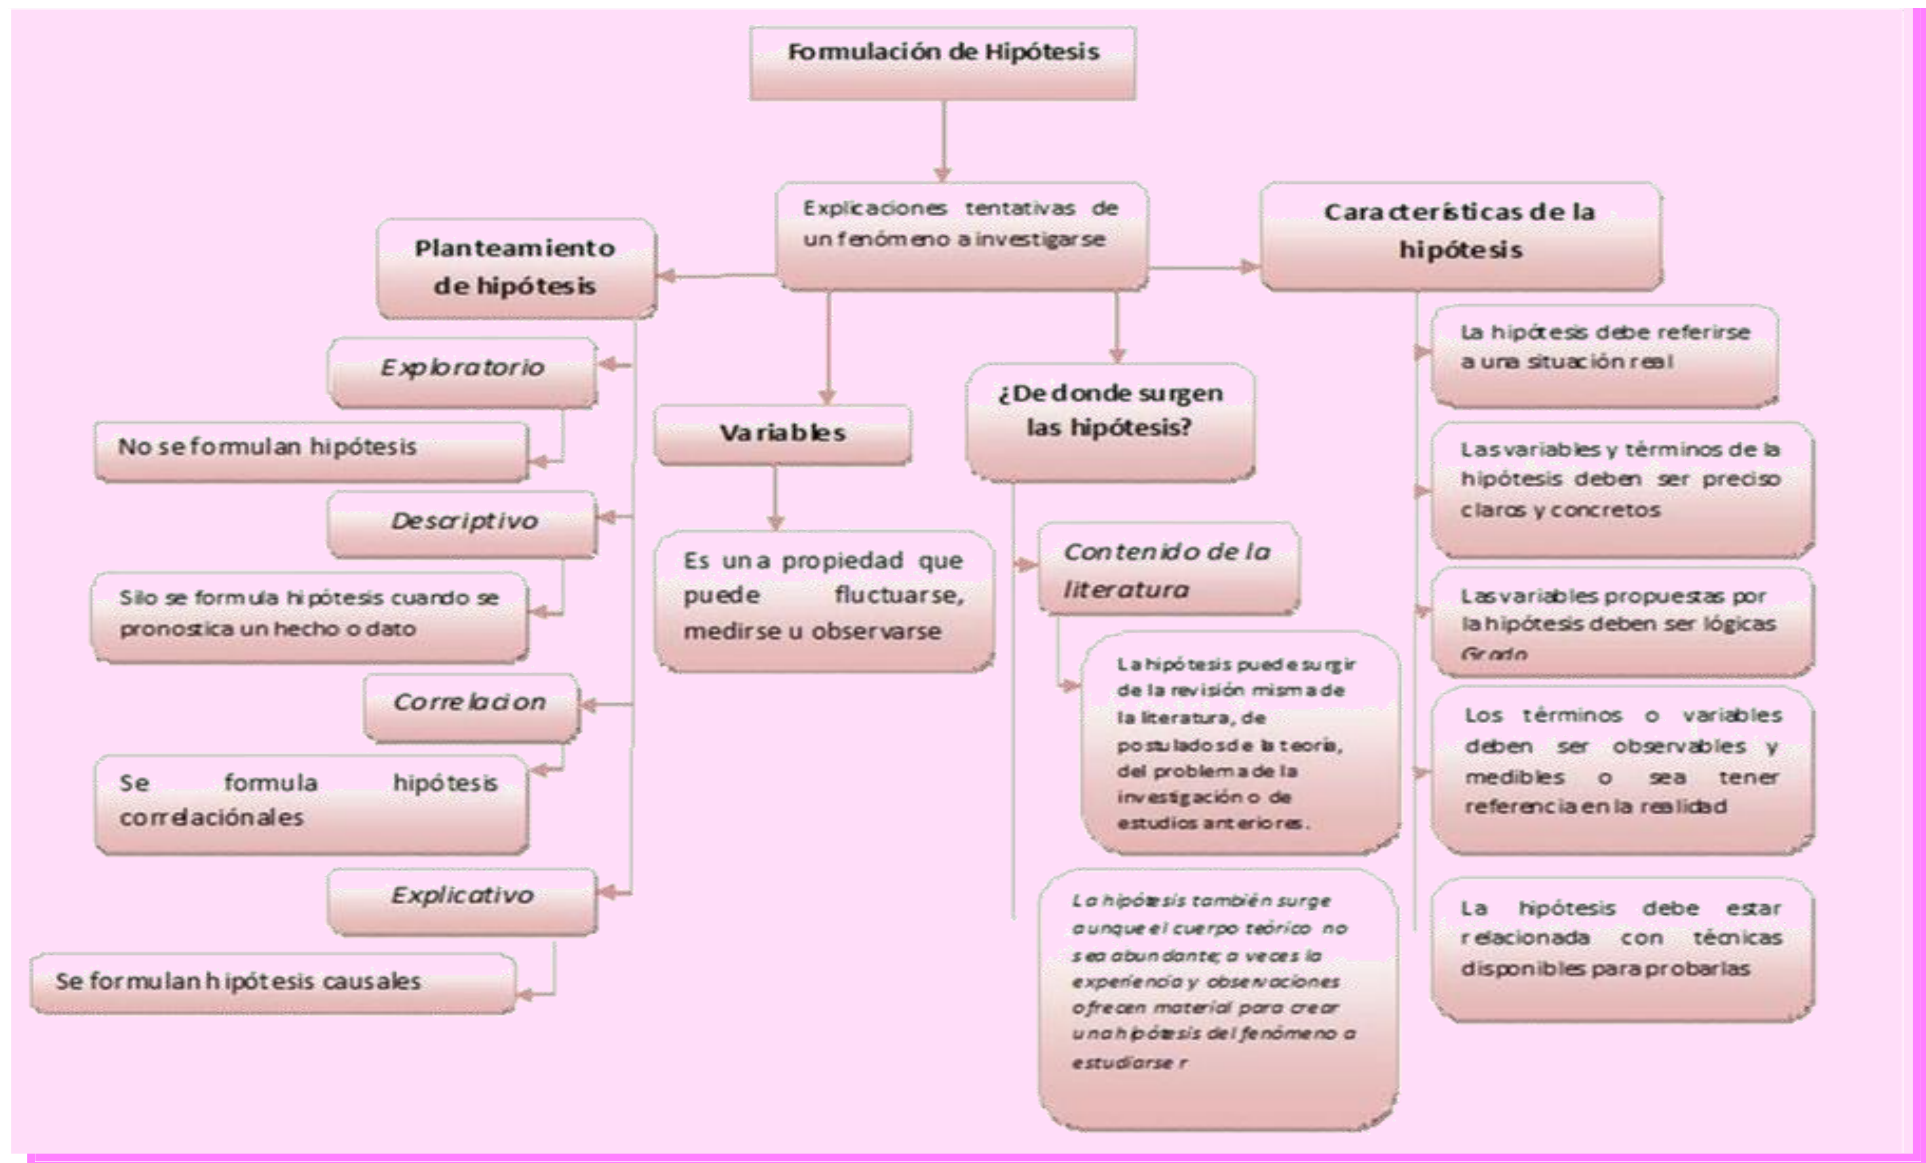 Formulación de Hipótesis
Explicaciones tentativas de
un fenómeno a investigarse
Planteamiento
de hipótesis
Exploratorio
No se formulan hipótesis
Descriptivo
Silo se formula hipótesis cuando se
pronostica un hecho o dato
Correlacion
Se formula hipótesis
correlaciónales
Explicativo
Se formulan hipótesis causales
Variables
Es una propiedad que
puede fluctuarse,
medirse u observarse
¿De donde surgen
las hipótesis?
Contenido de la
literatura
La hipótesis puede surgir
de la revisión misma de
la literatura, de
postulados de la teoría,
del problema de la
investigación o de
estudios anteriores.
La hipótesis también surge
aunque el cuerpo teórico no
sea abundante; a veces la
experiencia y observaciones
ofrecen material para crear
una hipótesis del fenómeno a
estudiarse r
Características de la
hipótesis
La hipótesis debe referirse
a una situación real
Las variables y términos de la
hipótesis deben ser preciso
claros y concretos
Las variables propuestas por
la hipótesis deben ser lógicas
Grado
Los términos o variables
deben ser observables y
medibles o sea tener
referencia en la realidad
La hipótesis debe estar
relacionada con técnicas
disponibles para probarlas